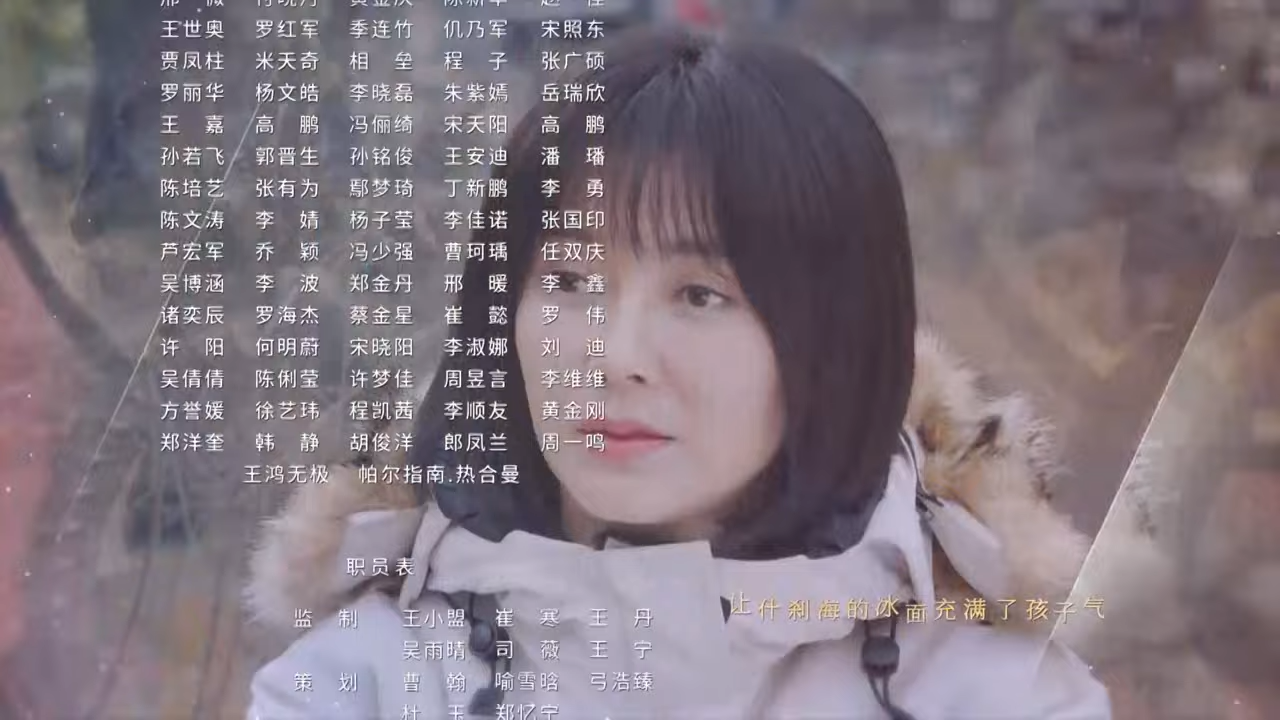 王世奥 罗红军 季连竹 仉乃军 宋照东
贾凤柱 米天奇 相 垒 程 子 张广硕
罗丽华 杨文皓 李晓磊 朱紫嫣 岳瑞欣
王 嘉 高 鹏 冯俪绮 宋天阳 高 鹏
孙若飞 郭晋生 孙铭俊 王安迪 潘 璠
陈培艺 张有为 鄢梦琦 丁新鹏 李 勇
陈文涛 李 婧 杨子莹 李佳诺 张国印
芦宏军 乔 颖 冯少强 曹珂瑀 任双庆
吴博涵 李 波 郑金丹 邢 暖 李 鑫
诸奕辰 罗海杰 蔡金星 崔 懿 罗 伟
许 阳 何明蔚 宋晓阳 李淑娜 刘 迪
吴倩倩 陈俐莹 许梦佳 周昱言 李维维
方誉媛 徐艺玮 程凯茜 李顺友 黄金刚
郑洋奎 韩 静 胡俊洋 郎凤兰 周一鸣
王鸿无极 帕尔指南.热合曼
职员表
监 制 王小盟 崔 寒 王 丹
让什刹海的冰面充满了孩子气
吴雨晴 司 薇 王 宁
策 划 曹 翰 喻雪晗 弓浩臻
杜 玉 郑忆宁